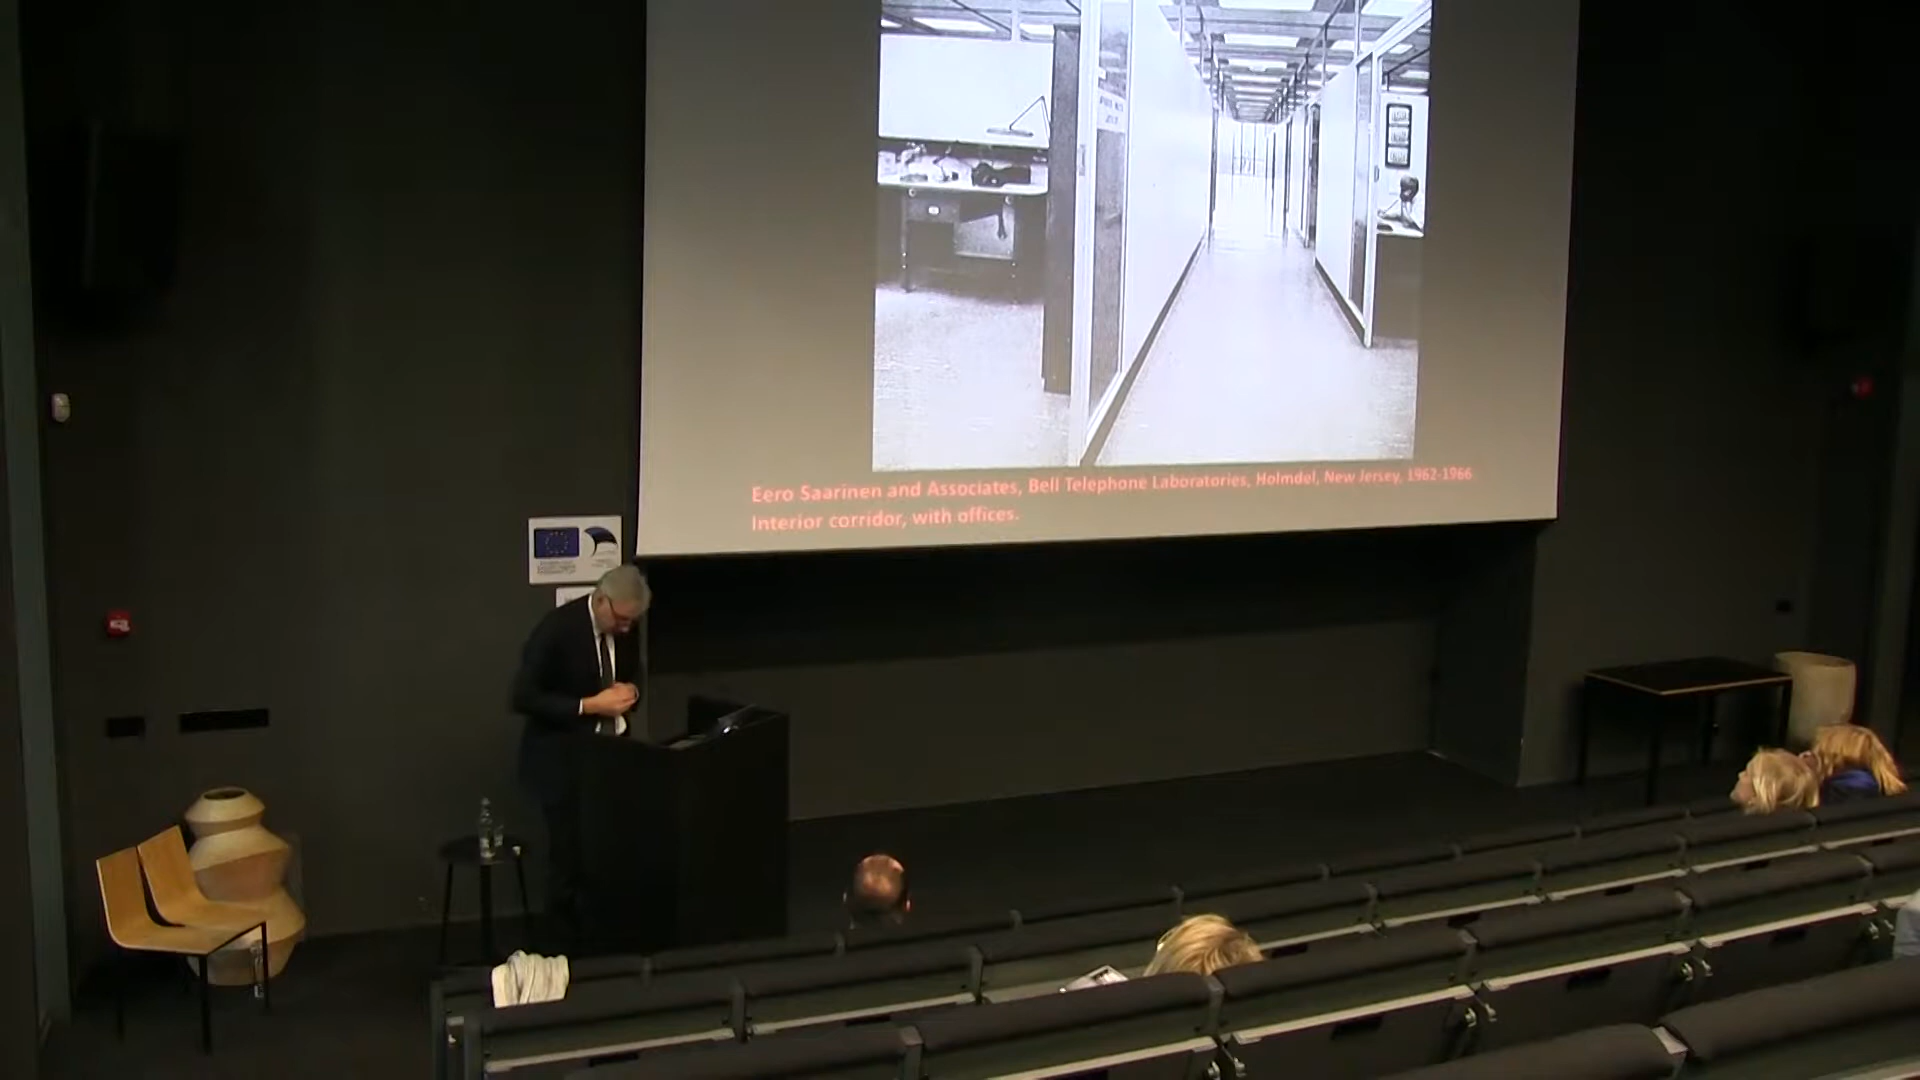 Eero Saarinen and Associates, Bell Telephone Laboratories, Holmdel, New Jersey, 1962-1966
Interior corridor, with offices.